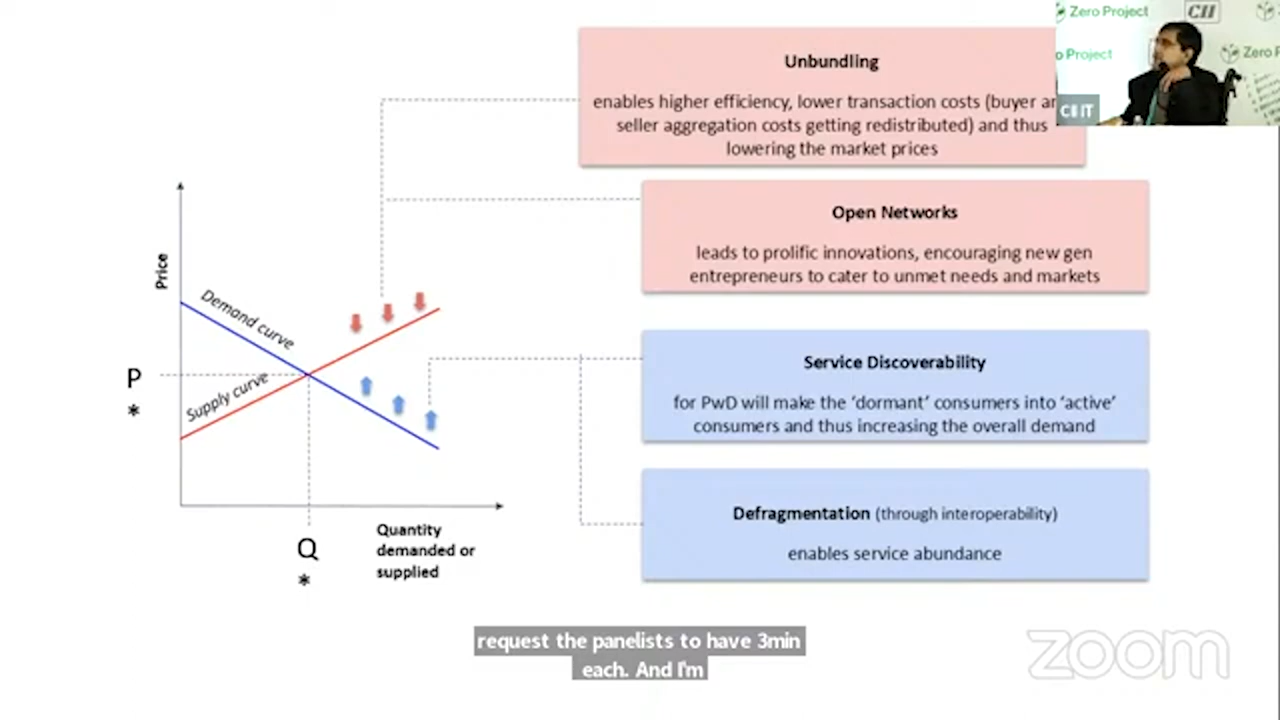 Zero Project
CII
o Project
Zero P
CII IT
Unbundling
enables higher efficiency, lower transaction costs (buyer an
seller aggregation costs getting redistributed) and thus
lowering the market prices
Open Networks
leads to prolific innovations, encouraging new gen
entrepreneurs to cater to unmet needs and markets
Service Discoverability
for PwD will make the ‘dormant’ consumers into ‘active’
consumers and thus increasing the overall demand
Defragmentation (through interoperability)
enables service abundance
Price
Demand curve
Supply curve
P
*
Q
*
Quantity
demanded or
supplied
request the panelists to have 3min
each. And I'm
zoom